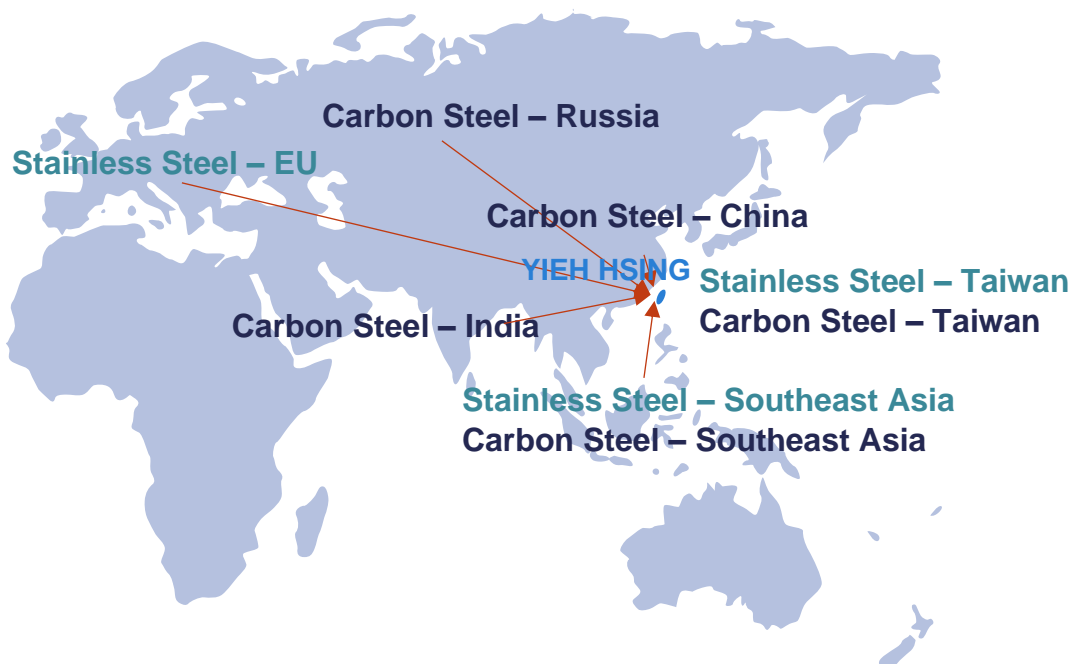 Carbon Steel – Russia
Stainless Steel – EU
Carbon Steel – China
YIEH HSING
Stainless Steel – Taiwan
Carbon Steel – Taiwan
Carbon Steel – India
Stainless Steel – Southeast Asia
Carbon Steel – Southeast Asia